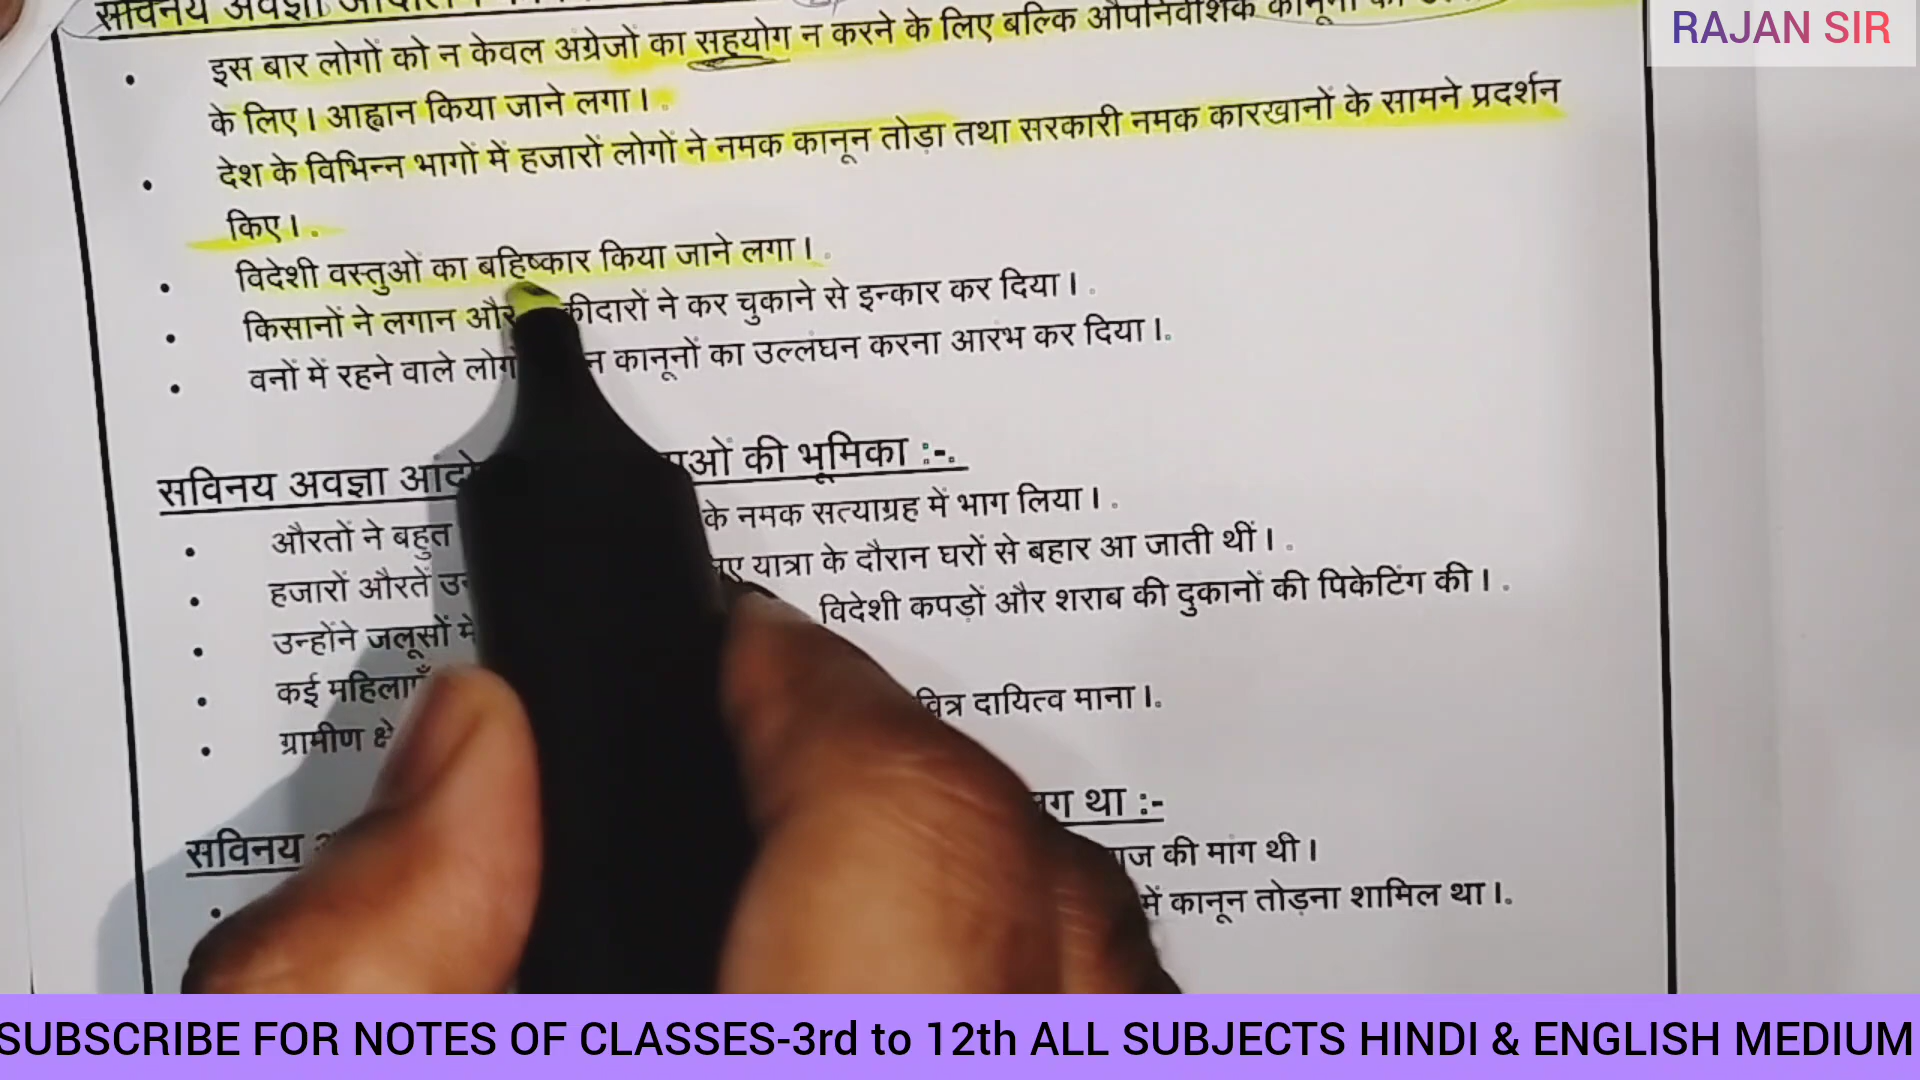 सविनय अवज्ञा
RAJAN SIR
इस बार लोगों को न केवल अंग्रेजों का सहयोग न करने के लिए बल्कि औपनिवेशिक कानूनों
के लिए। आह्वान किया जाने लगा।
देश के विभिन्न भागों में हजारों लोगों ने नमक कानून तोड़ा तथा सरकारी नमक कारखानों के सामने प्रदर्शन
किए।
विदेशी वस्तुओं का बहिष्कार किया जाने लगा।
किसानों ने लगान और ने कर चुकाने से इन्कार कर दिया।
वनों में रहने वाले कानूनों का उल्लंघन करना आरंभ कर दिया।
सविनय अवज्ञा की भूमिका :-
औरतों ने बहुत के नमक सत्याग्रह में भाग लिया।
हजारों औरतें यात्रा के दौरान घरों से बहार आ जाती थीं।
उन्होंने जलूसों में विदेशी कपड़ों और शराब की दुकानों की पिकेटिंग की।
कई महिलाएँ
ग्रामीण दायित्व माना।
सविनय था :-
की मांग थी।
में कानून तोड़ना शामिल था।
SUBSCRIBE FOR NOTES OF CLASSES-3rd to 12th ALL SUBJECTS HINDI & ENGLISH MEDIUM